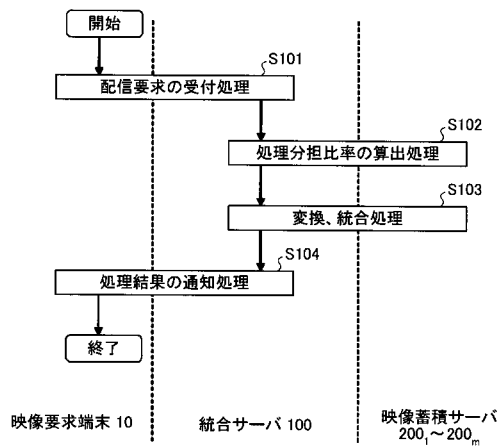 開始
S101
配信要求の受付処理
S102
処理分担比率の算出処理
S103
変換、統合処理
S104
処理結果の通知処理
終了
映像要求端末 10
統合サーバ 100
映像蓄積サーバ
200₁~200ₘ